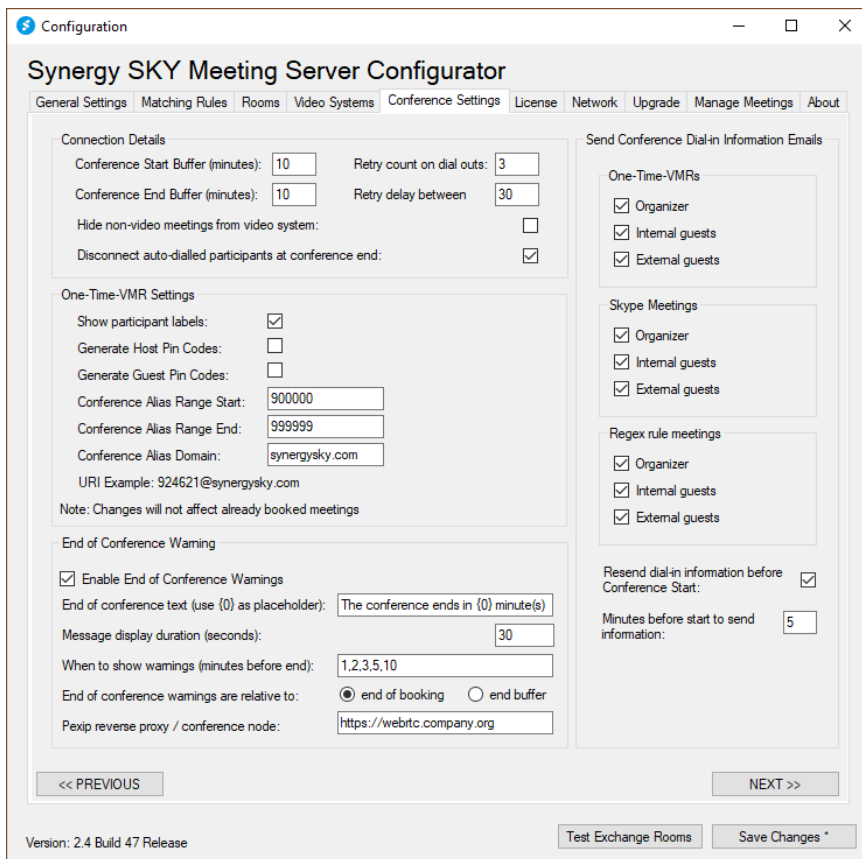 Configuration
Synergy SKY Meeting Server Configurator
General Settings Matching Rules Rooms Video Systems Conference Settings License Network Upgrade Manage Meetings About
Connection Details
Conference Start Buffer (minutes): 10 Retry count on dial outs: 3
Conference End Buffer (minutes): 10 Retry delay between 30
Hide non-video meetings from video system:
Disconnect auto-dialled participants at conference end:
One-Time-VMR Settings
Show participant labels:
Generate Host Pin Codes:
Generate Guest Pin Codes:
Conference Alias Range Start: 900000
Conference Alias Range End: 999999
Conference Alias Domain: synergysky.com
URI Example: 924621@synergysky.com
Note: Changes will not affect already booked meetings
End of Conference Warning
Enable End of Conference Warnings
End of conference text (use {0} as placeholder): The conference ends in {0} minute(s)
Message display duration (seconds): 30
When to show warnings (minutes before end): 1,2,3,5,10
End of conference warnings are relative to: end of booking end buffer
Pexip reverse proxy / conference node: https://webrtc.company.org
Send Conference Dial-in Information Emails
One-Time-VMRs
Organizer
Internal guests
External guests
Skype Meetings
Organizer
Internal guests
External guests
Regex rule meetings
Organizer
Internal guests
External guests
Resend dial-in information before
Conference Start:
Minutes before start to send
information: 5
<< PREVIOUS NEXT >>
Version: 2.4 Build 47 Release Test Exchange Rooms Save Changes *